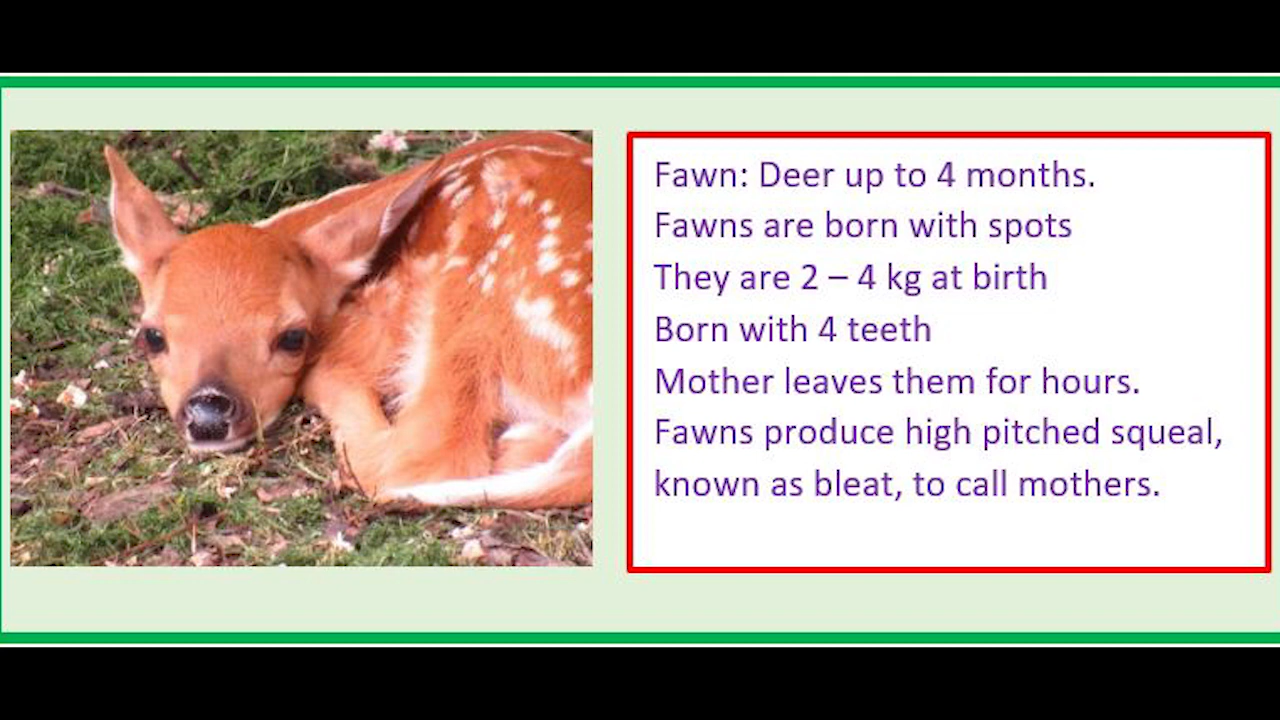 Fawn: Deer up to 4 months.
Fawns are born with spots
They are 2 – 4 kg at birth
Born with 4 teeth
Mother leaves them for hours.
Fawns produce high pitched squeal,
known as bleat, to call mothers.